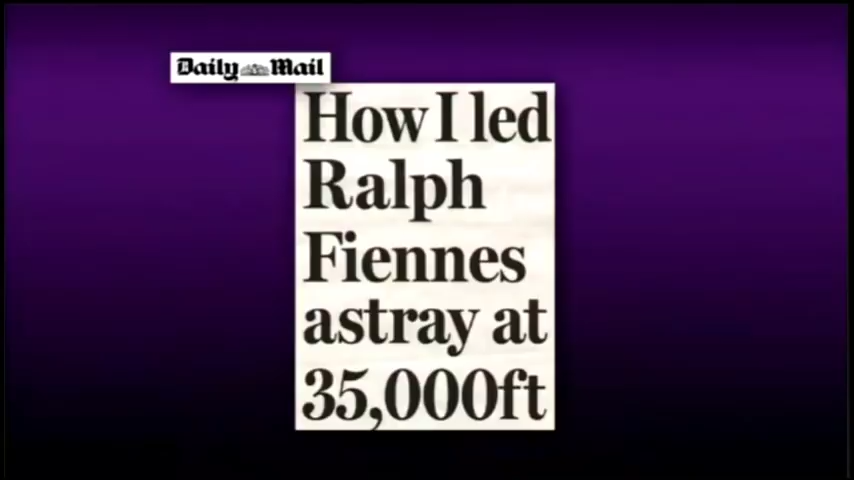 Daily Mail
How I led
Ralph
Fiennes
astray at
35,000ft